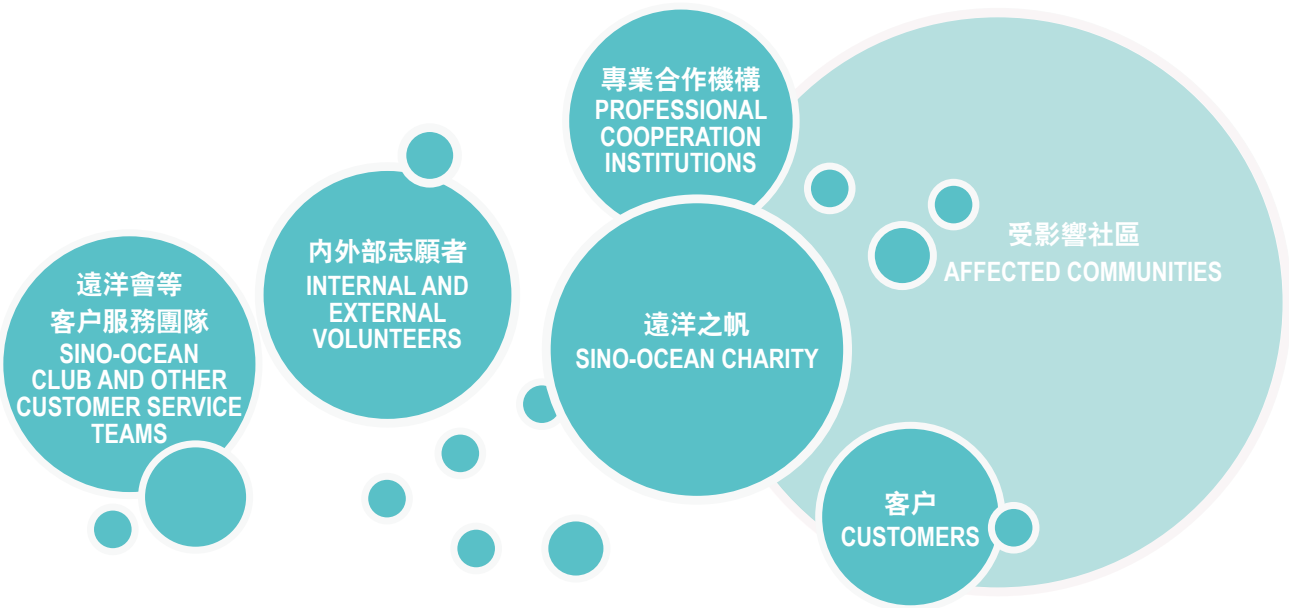 遠洋會等
客户服務團隊
SINO-OCEAN
CLUB AND OTHER
CUSTOMER SERVICE
TEAMS
内外部志願者
INTERNAL AND
EXTERNAL
VOLUNTEERS
專業合作機構
PROFESSIONAL
COOPERATION
INSTITUTIONS
遠洋之帆
SINO-OCEAN CHARITY
受影響社區
AFFECTED COMMUNITIES
客户
CUSTOMERS